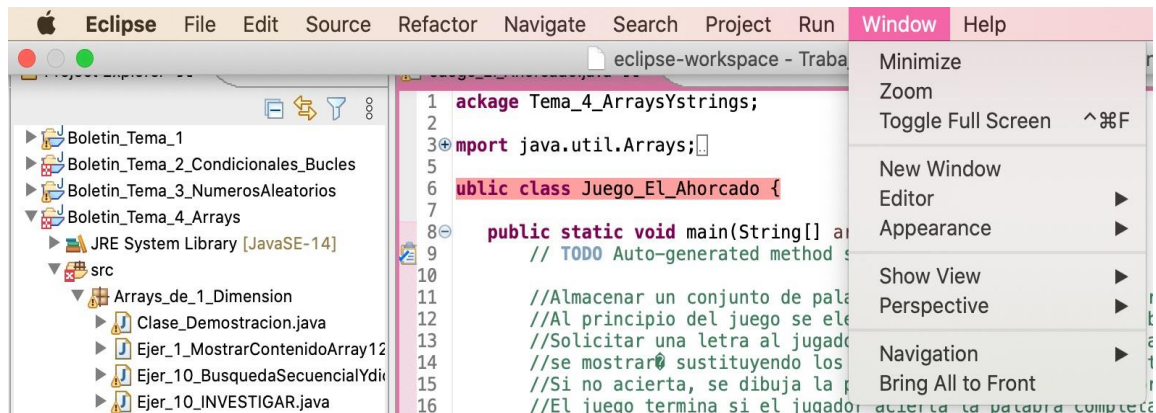 Eclipse File Edit Source Refactor Navigate Search Project Run Window Help
eclipse-workspace - Traba
Boletin_Tema_1
Boletin_Tema_2_Condicionales_Bucles
Boletin_Tema_3_NumerosAleatorios
Boletin_Tema_4_Arrays
JRE System Library [JavaSE-14]
src
Arrays_de_1_Dimension
Clase_Demostracion.java
Ejer_1_MostrarContenidoArray12
Ejer_10_BusquedaSecuencialYdi
Ejer_10_INVESTIGAR.java
1 ackage Tema_4_ArraysYstrings;
2
3 mport java.util.Arrays;
5
6 ublic class Juego_El_Ahorcado {
7
8 public static void main(String[] ar
9 // TODO Auto-generated method s
10
11 //Almacenar un conjunto de pala
12 //Al principio del juego se ele
13 //Solicitar una letra al jugado
14 //se mostrar� sustituyendo los
15 //Si no acierta, se dibuja la p
16 //El juego termina si el jugador acierta la palabra completa
Minimize
Zoom
Toggle Full Screen ^⌘F
New Window
Editor
Appearance
Show View
Perspective
Navigation
Bring All to Front